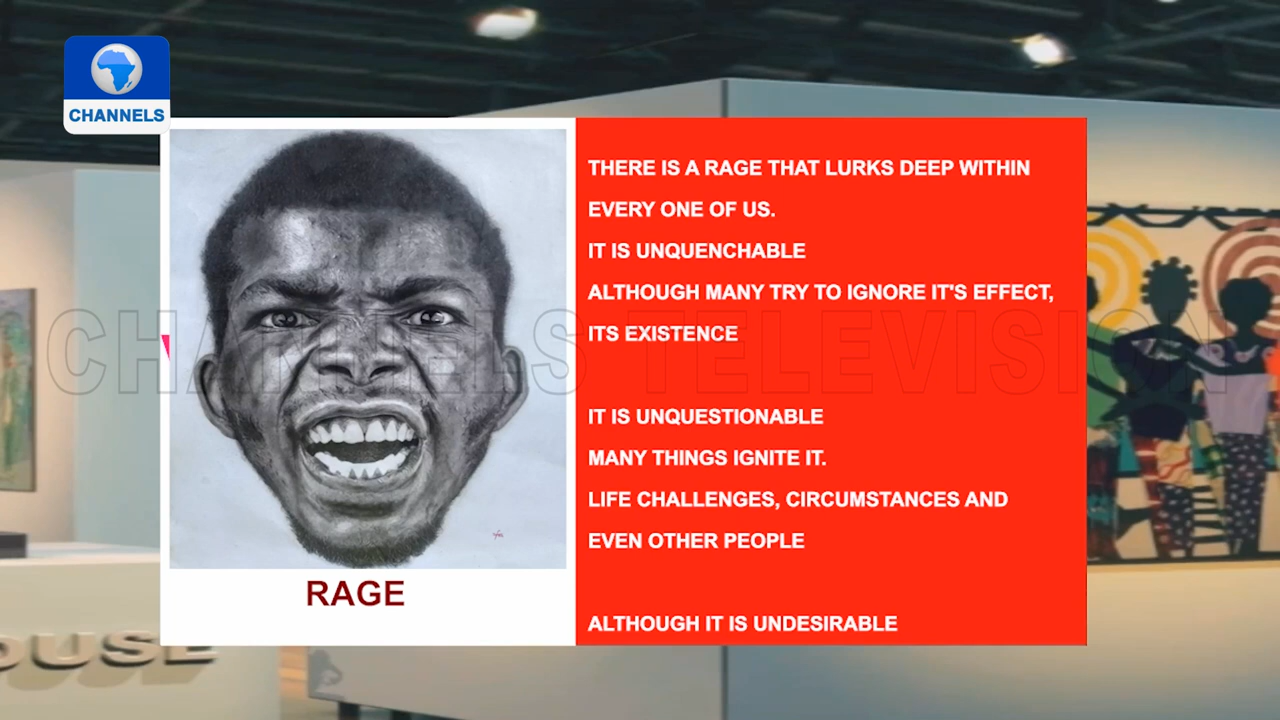 CHANNELS
THERE IS A RAGE THAT LURKS DEEP WITHIN
EVERY ONE OF US.
IT IS UNQUENCHABLE
ALTHOUGH MANY TRY TO IGNORE IT'S EFFECT,
ITS EXISTENCE
CHANNELS TELEVISION
IT IS UNQUESTIONABLE
MANY THINGS IGNITE IT.
LIFE CHALLENGES, CIRCUMSTANCES AND
EVEN OTHER PEOPLE
RAGE
ALTHOUGH IT IS UNDESIRABLE
OUSE